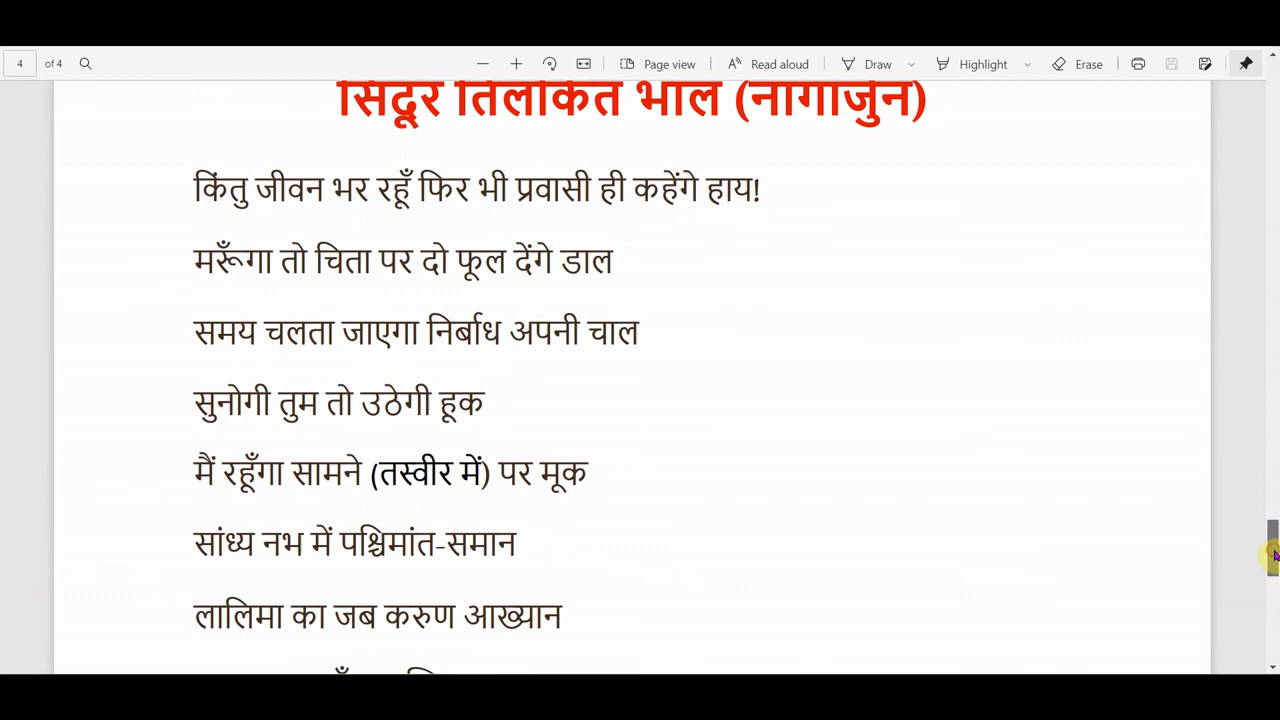 4 of 4 Page view Read aloud Draw Highlight Erase
सिंदूर तिलकित भाल (नागार्जुन)
किंतु जीवन भर रहूँ फिर भी प्रवासी ही कहेंगे हाय!
मरूँगा तो चिता पर दो फूल देंगे डाल
समय चलता जाएगा निर्बाध अपनी चाल
सुनोगी तुम तो उठेगी हूक
मैं रहूँगा सामने (तस्वीर में) पर मूक
सांध्य नभ में पश्चिमांत-समान
लालिमा का जब करुण आख्यान